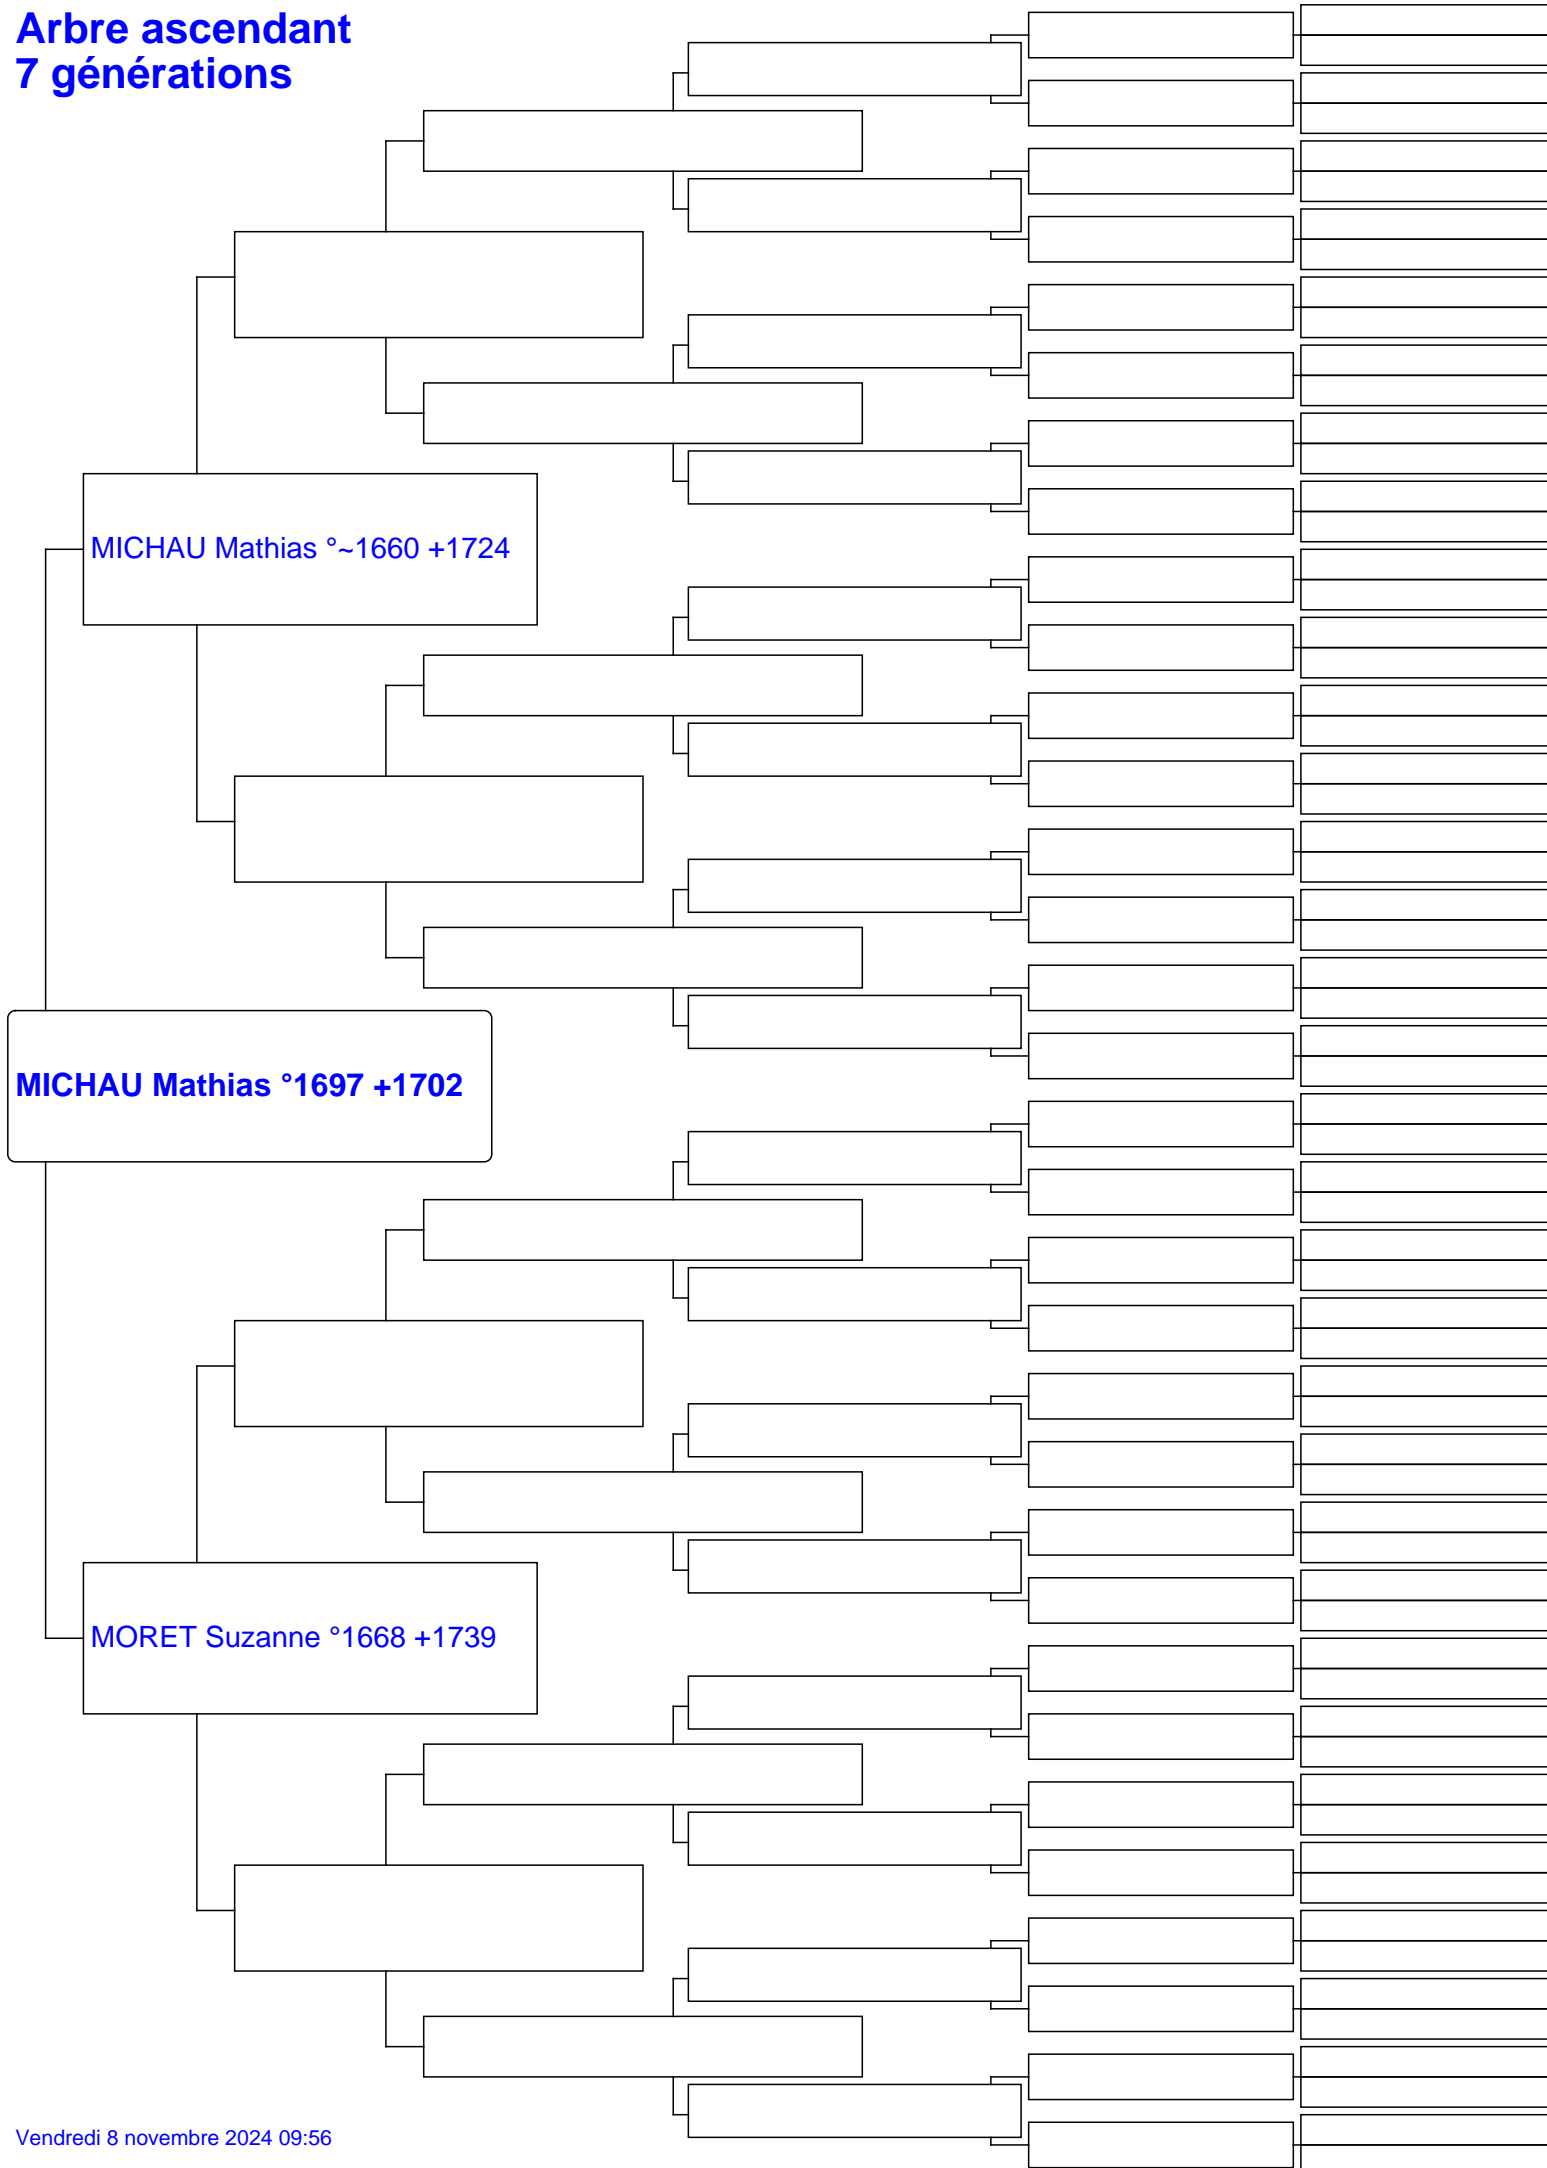 Arbre ascendant
7 générations
MICHAU Mathias °~1660 +1724
MICHAU Mathias °1697 +1702
MORET Suzanne °1668 +1739
Vendredi 8 novembre 2024 09:56